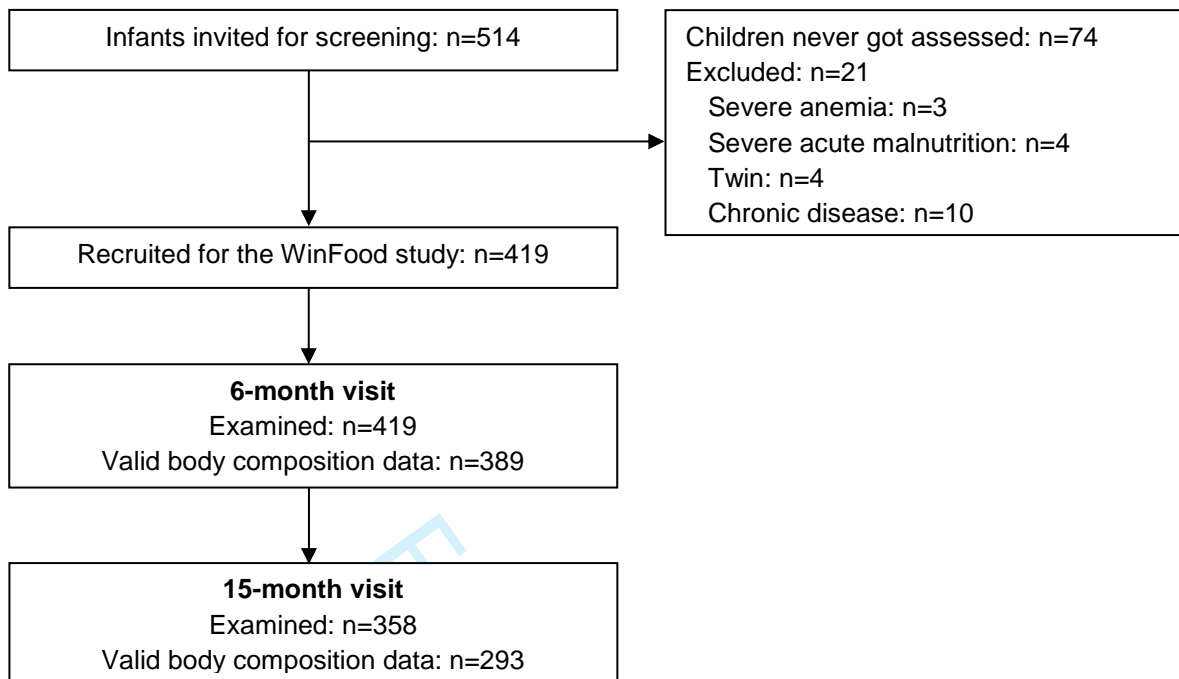 Infants invited for screening: n=514
Children never got assessed: n=74
Excluded: n=21
Severe anemia: n=3
Severe acute malnutrition: n=4
Twin: n=4
Chronic disease: n=10
Recruited for the WinFood study: n=419
6-month visit
Examined: n=419
Valid body composition data: n=389
15-month visit
Examined: n=358
Valid body composition data: n=293